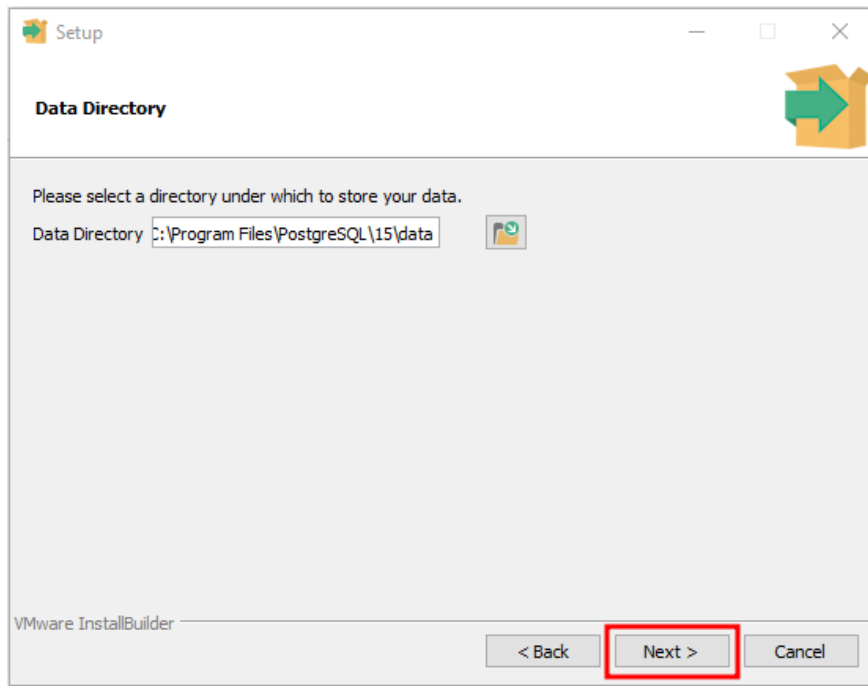 Setup
Data Directory
Please select a directory under which to store your data.
Data Directory C:\Program Files\PostgreSQL\15\data
VMware InstallBuilder
< Back Next > Cancel